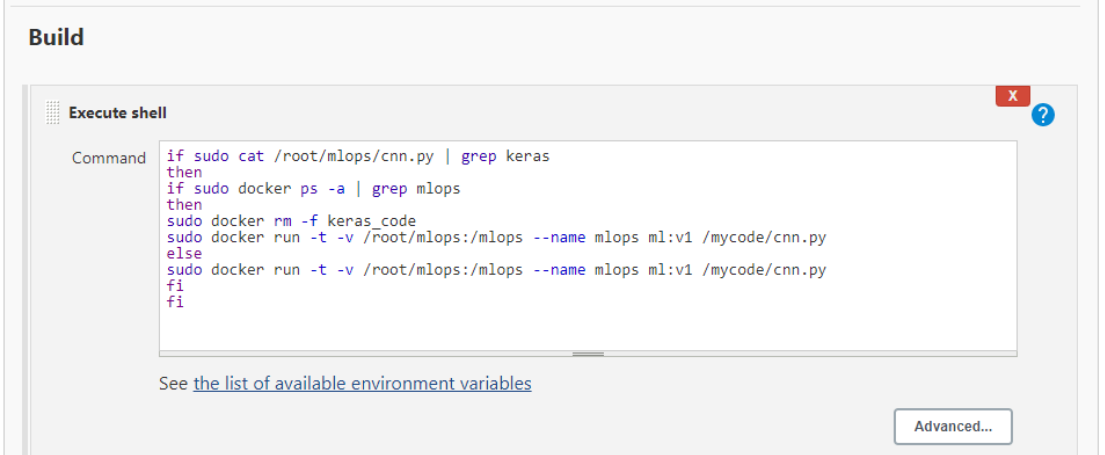 Build
Execute shell
X
?
Command
if sudo cat /root/mlops/cnn.py | grep keras
then
if sudo docker ps -a | grep mlops
then
sudo docker rm -f keras_code
sudo docker run -t -v /root/mlops:/mlops --name mlops ml:v1 /mycode/cnn.py
else
sudo docker run -t -v /root/mlops:/mlops --name mlops ml:v1 /mycode/cnn.py
fi
fi
See the list of available environment variables
Advanced...